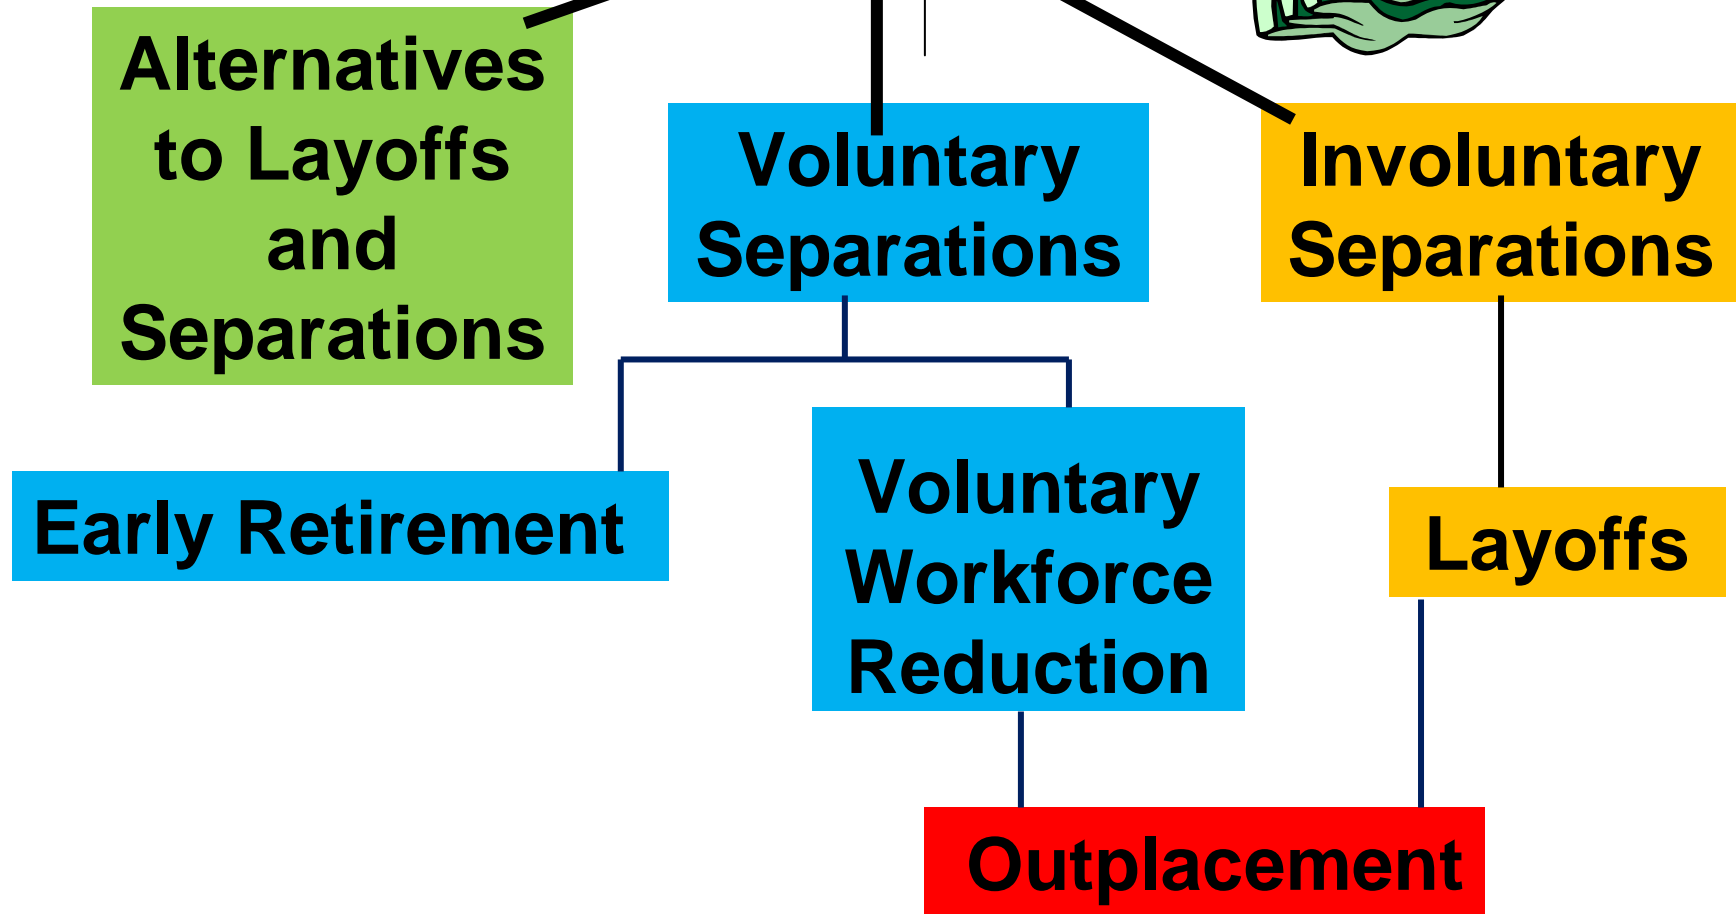 Alternatives
to Layoffs
and
Separations
Voluntary
Separations
Involuntary
Separations
Early Retirement
Voluntary
Workforce
Reduction
Layoffs
Outplacement